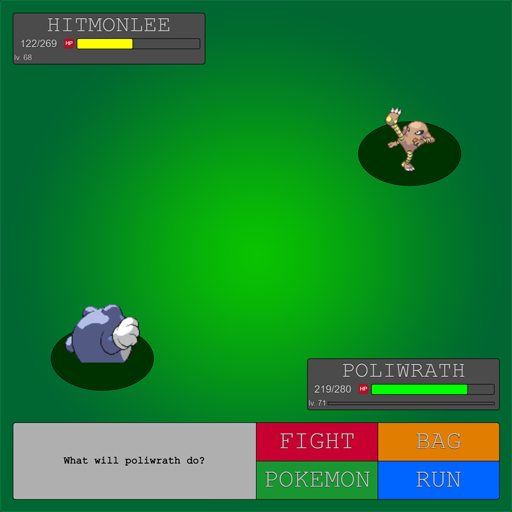 HITMONLEE
122/269 HP
lv. 68
POLIWRATH
219/280 HP
lv. 71
What will poliwrath do?
FIGHT BAG
POKEMON RUN